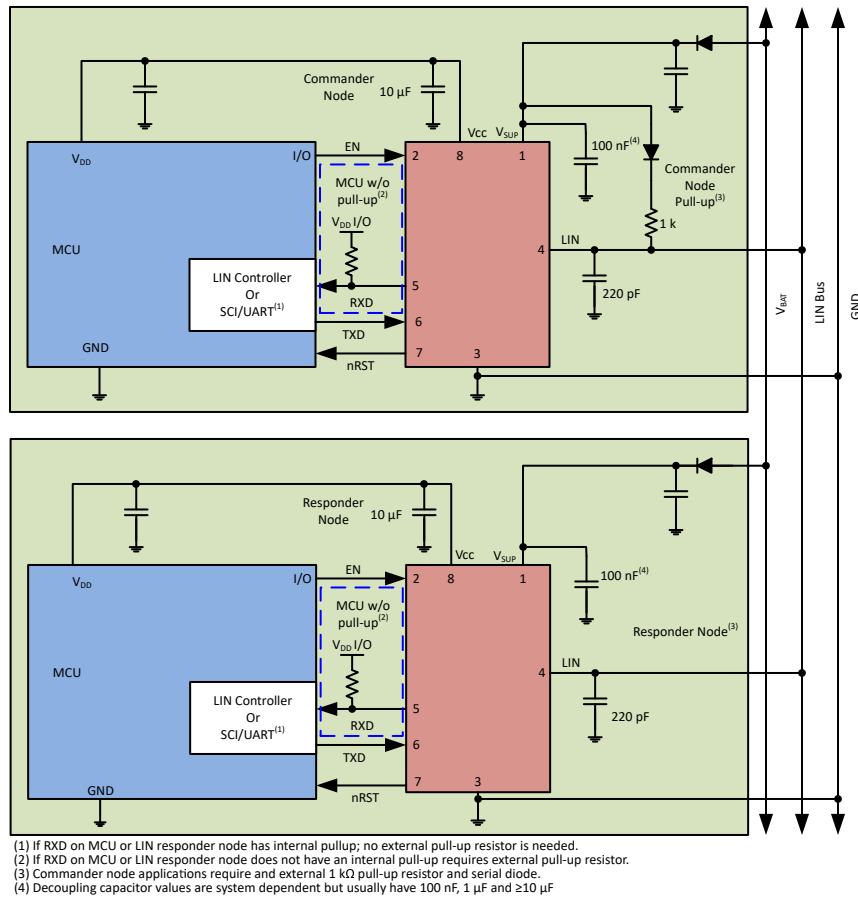 Commander
Node
10 µF
Vcc
VSUP
100 nF(4)
Commander
Node
Pull-up(3)
1 k
VDD
I/O
EN
2
8
1
MCU w/o
pull-up(2)
VDD I/O
MCU
LIN Controller
Or
SCI/UART(1)
5
RXD
6
TXD
7
nRST
GND
3
4
LIN
220 pF
VBAT
LIN Bus
GND
Responder
Node
10 µF
Vcc
VSUP
100 nF(4)
Responder Node(3)
VDD
I/O
EN
2
8
1
MCU w/o
pull-up(2)
VDD I/O
MCU
LIN Controller
Or
SCI/UART(1)
5
RXD
6
TXD
7
nRST
GND
3
4
LIN
220 pF
(1) If RXD on MCU or LIN responder node has internal pullup; no external pull-up resistor is needed.
(2) If RXD on MCU or LIN responder node does not have an internal pull-up requires external pull-up resistor.
(3) Commander node applications require and external 1 kΩ pull-up resistor and serial diode.
(4) Decoupling capacitor values are system dependent but usually have 100 nF, 1 µF and ≥10 µF